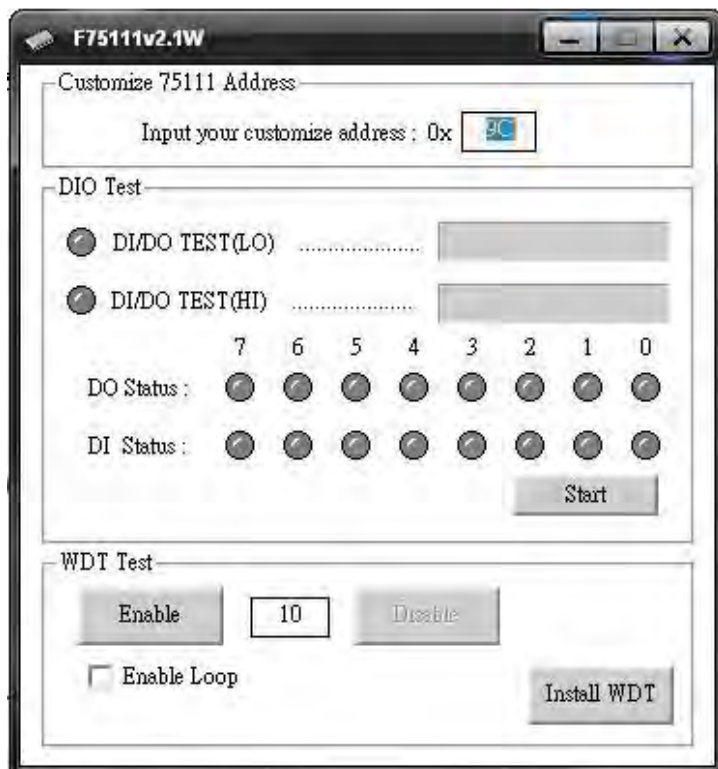 F75111v2.1W
Customize 75111 Address
Input your customize address : 0x 9C
DIO Test
DI/DO TEST(LO) .....................
DI/DO TEST(HI) .....................
7 6 5 4 3 2 1 0
DO Status :
DI Status :
Start
WDT Test
Enable 10 Disable
Enable Loop
Install WDT